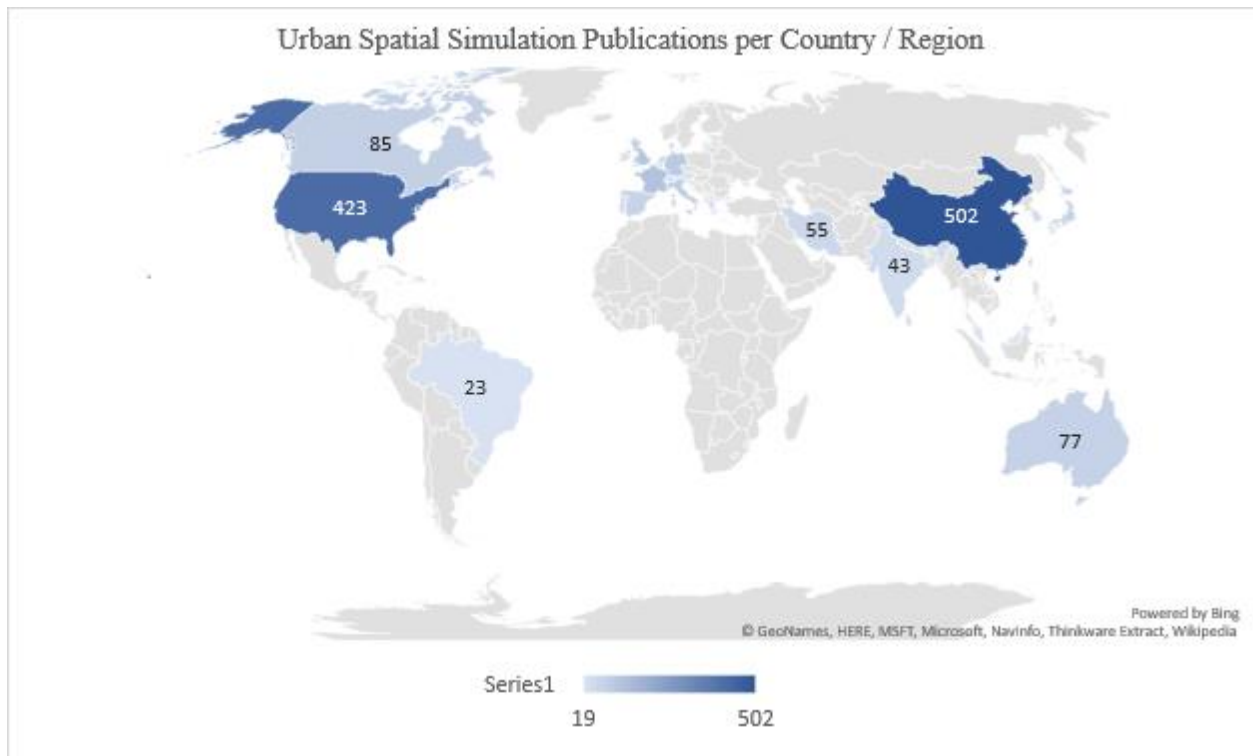 Urban Spatial Simulation Publications per Country / Region
85
423
502
55
43
23
77
Powered by Bing
© GeoNames, HERE, MSFT, Microsoft, NavInfo, Thinkware Extract, Wikipedia
Series1
19 502